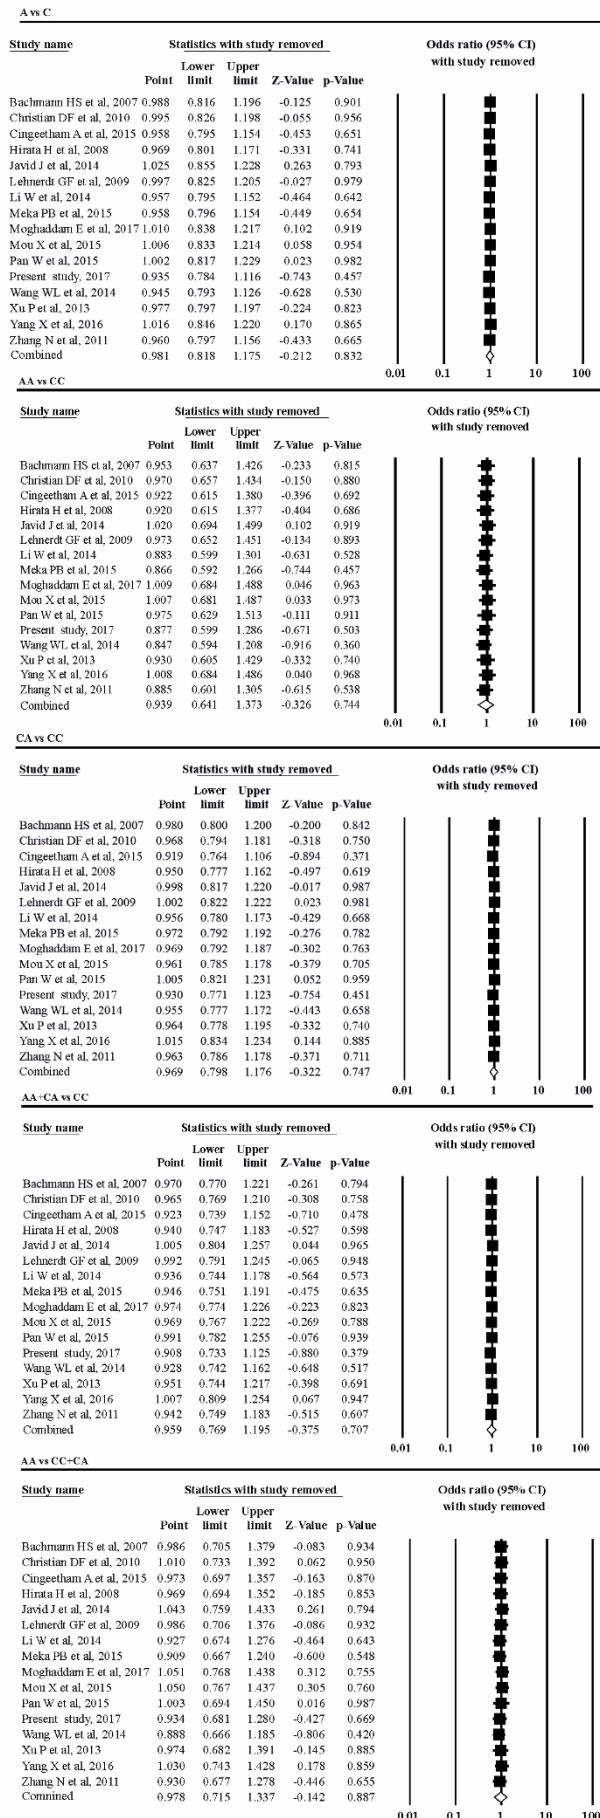 A vs C
Study name Statistics with study removed Odds ratio (95% CI)
with study removed
Lower Upper
Point limit limit Z-Value p-Value
Bachmann HS et al, 2007 0.988 0.816 1.196 -0.125 0.901
Christian DF et al, 2010 0.995 0.826 1.198 -0.055 0.956
Cingeetham A et al, 2015 0.958 0.795 1.154 -0.453 0.651
Hirata H et al, 2008 0.969 0.801 1.171 -0.331 0.741
Javid J et al, 2014 1.025 0.855 1.228 0.263 0.793
Lehnerdt GF et al, 2009 0.997 0.825 1.205 -0.027 0.979
Li W et al, 2014 0.957 0.795 1.152 -0.464 0.642
Meka PB et al, 2015 0.958 0.796 1.154 -0.449 0.654
Moghaddam E et al, 2017 1.010 0.838 1.217 0.102 0.919
Mou X et al, 2015 1.006 0.833 1.214 0.058 0.954
Pan W et al, 2015 1.002 0.817 1.229 0.023 0.982
Present study, 2017 0.935 0.784 1.116 -0.743 0.457
Wang WL et al, 2014 0.945 0.793 1.126 -0.628 0.530
Xu P et al, 2013 0.977 0.797 1.197 -0.224 0.823
Yang X et al, 2016 1.016 0.846 1.220 0.170 0.865
Zhang N et al, 2011 0.960 0.797 1.156 -0.433 0.665
Combined 0.981 0.818 1.175 -0.212 0.832
0.01 0.1 1 10 100
AA vs CC
Study name Statistics with study removed Odds ratio (95% CI)
with study removed
Lower Upper
Point limit limit Z-Value p-Value
Bachmann HS et al, 2007 0.953 0.637 1.426 -0.233 0.815
Christian DF et al, 2010 0.970 0.657 1.434 -0.150 0.880
Cingeetham A et al, 2015 0.922 0.615 1.380 -0.396 0.692
Hirata H et al, 2008 0.920 0.615 1.377 -0.404 0.686
Javid J et al, 2014 1.020 0.694 1.499 0.102 0.919
Lehnerdt GF et al, 2009 0.973 0.652 1.451 -0.134 0.893
Li W et al, 2014 0.883 0.599 1.301 -0.631 0.528
Meka PB et al, 2015 0.866 0.592 1.266 -0.744 0.457
Moghaddam E et al, 2017 1.009 0.684 1.488 0.046 0.963
Mou X et al, 2015 1.007 0.681 1.487 0.033 0.973
Pan W et al, 2015 0.975 0.629 1.513 -0.111 0.911
Present study, 2017 0.877 0.599 1.286 -0.671 0.503
Wang WL et al, 2014 0.847 0.594 1.208 -0.916 0.360
Xu P et al, 2013 0.930 0.605 1.429 -0.332 0.740
Yang X et al, 2016 1.008 0.684 1.486 0.040 0.968
Zhang N et al, 2011 0.885 0.601 1.305 -0.615 0.538
Combined 0.939 0.641 1.373 -0.326 0.744
0.01 0.1 1 10 100
CA vs CC
Study name Statistics with study removed Odds ratio (95% CI)
with study removed
Lower Upper
Point limit limit Z-Value p-Value
Bachmann HS et al, 2007 0.980 0.800 1.200 -0.200 0.842
Christian DF et al, 2010 0.968 0.794 1.181 -0.318 0.750
Cingeetham A et al, 2015 0.919 0.764 1.106 -0.894 0.371
Hirata H et al, 2008 0.950 0.777 1.162 -0.497 0.619
Javid J et al, 2014 0.998 0.817 1.220 -0.017 0.987
Lehnerdt GF et al, 2009 1.002 0.822 1.222 0.023 0.981
Li W et al, 2014 0.956 0.780 1.173 -0.429 0.668
Meka PB et al, 2015 0.972 0.792 1.192 -0.276 0.782
Moghaddam E et al, 2017 0.969 0.792 1.187 -0.302 0.763
Mou X et al, 2015 0.961 0.785 1.178 -0.379 0.705
Pan W et al, 2015 1.005 0.821 1.231 0.052 0.959
Present study, 2017 0.930 0.771 1.123 -0.754 0.451
Wang WL et al, 2014 0.955 0.777 1.172 -0.443 0.658
Xu P et al, 2013 0.964 0.778 1.195 -0.332 0.740
Yang X et al, 2016 1.015 0.834 1.234 0.144 0.885
Zhang N et al, 2011 0.963 0.786 1.178 -0.371 0.711
Combined 0.969 0.798 1.176 -0.322 0.747
0.01 0.1 1 10 100
AA+CA vs CC
Study name Statistics with study removed Odds ratio (95% CI)
with study removed
Lower Upper
Point limit limit Z-Value p-Value
Bachmann HS et al, 2007 0.970 0.770 1.221 -0.261 0.794
Christian DF et al, 2010 0.965 0.769 1.210 -0.308 0.758
Cingeetham A et al, 2015 0.923 0.739 1.152 -0.710 0.478
Hirata H et al, 2008 0.940 0.747 1.183 -0.527 0.598
Javid J et al, 2014 1.005 0.804 1.257 0.044 0.965
Lehnerdt GF et al, 2009 0.992 0.791 1.245 -0.065 0.948
Li W et al, 2014 0.936 0.744 1.178 -0.564 0.573
Meka PB et al, 2015 0.946 0.751 1.191 -0.475 0.635
Moghaddam E et al, 2017 0.974 0.774 1.226 -0.223 0.823
Mou X et al, 2015 0.969 0.767 1.222 -0.269 0.788
Pan W et al, 2015 0.991 0.782 1.255 -0.076 0.939
Present study, 2017 0.908 0.733 1.125 -0.880 0.379
Wang WL et al, 2014 0.928 0.742 1.162 -0.648 0.517
Xu P et al, 2013 0.951 0.744 1.217 -0.398 0.691
Yang X et al, 2016 1.007 0.809 1.254 0.067 0.947
Zhang N et al, 2011 0.942 0.749 1.183 -0.515 0.607
Combined 0.959 0.769 1.195 -0.375 0.707
0.01 0.1 1 10 100
AA vs CC+CA
Study name Statistics with study removed Odds ratio (95% CI)
with study removed
Lower Upper
Point limit limit Z-Value p-Value
Bachmann HS et al, 2007 0.986 0.705 1.379 -0.083 0.934
Christian DF et al, 2010 1.010 0.733 1.392 0.062 0.950
Cingeetham A et al, 2015 0.973 0.697 1.357 -0.163 0.870
Hirata H et al, 2008 0.969 0.694 1.352 -0.185 0.853
Javid J et al, 2014 1.043 0.759 1.433 0.261 0.794
Lehnerdt GF et al, 2009 0.986 0.706 1.376 -0.086 0.932
Li W et al, 2014 0.927 0.674 1.276 -0.464 0.643
Meka PB et al, 2015 0.909 0.667 1.240 -0.600 0.548
Moghaddam E et al, 2017 1.051 0.768 1.438 0.312 0.755
Mou X et al, 2015 1.050 0.767 1.437 0.305 0.760
Pan W et al, 2015 1.003 0.694 1.450 0.016 0.987
Present study, 2017 0.934 0.681 1.280 -0.427 0.669
Wang WL et al, 2014 0.888 0.666 1.185 -0.806 0.420
Xu P et al, 2013 0.974 0.682 1.391 -0.145 0.885
Yang X et al, 2016 1.030 0.743 1.428 0.178 0.859
Zhang N et al, 2011 0.930 0.677 1.278 -0.446 0.655
Combined 0.978 0.715 1.337 -0.142 0.887
0.01 0.1 1 10 100